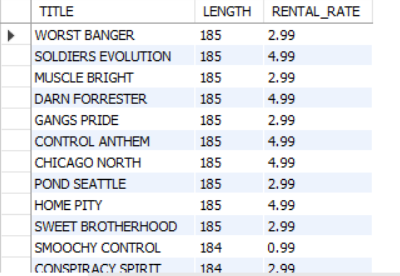 TITLE LENGTH RENTAL_RATE
WORST BANGER 185 2.99
SOLDIERS EVOLUTION 185 4.99
MUSCLE BRIGHT 185 2.99
DARN FORRESTER 185 4.99
GANGS PRIDE 185 2.99
CONTROL ANTHEM 185 4.99
CHICAGO NORTH 185 4.99
POND SEATTLE 185 2.99
HOME PITY 185 4.99
SWEET BROTHERHOOD 185 2.99
SMOOCHY CONTROL 184 0.99
CONSPIRACY SPIRIT 184 2.99